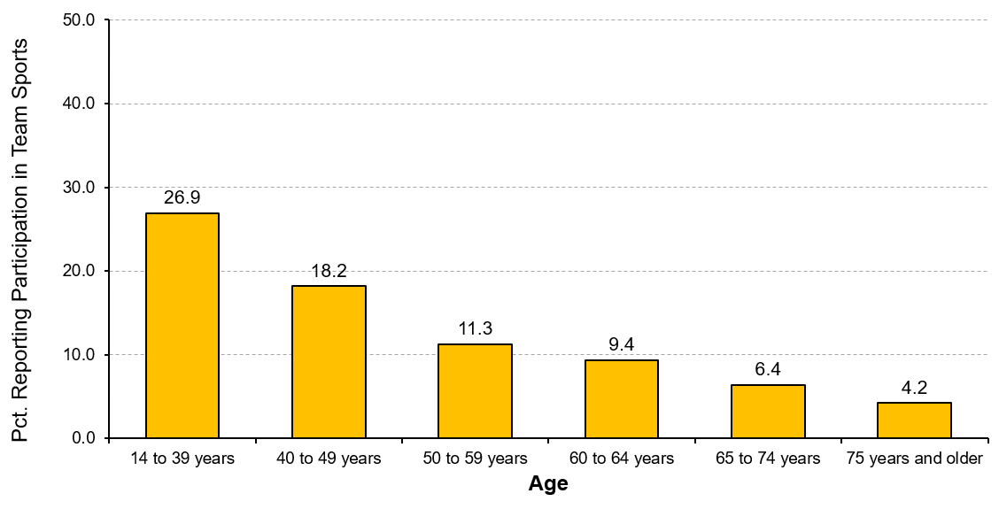 Pct. Reporting Participation in Team Sports
50.0
40.0
30.0
20.0
10.0
0.0
26.9
18.2
11.3
9.4
6.4
4.2
14 to 39 years
40 to 49 years
50 to 59 years
60 to 64 years
65 to 74 years
75 years and older
Age